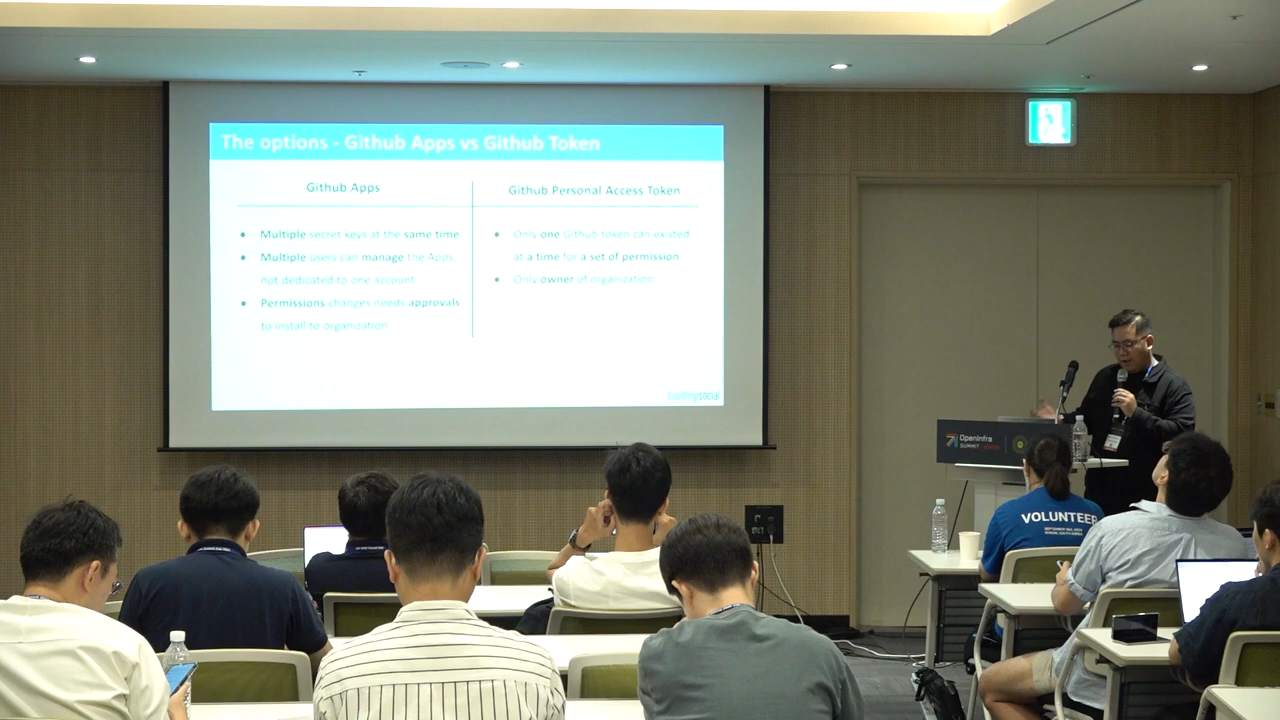 The options - Github Apps vs Github Token
Github Apps
Multiple secret keys at the same time
Multiple users can manage the Apps,
not dedicated to one account
Permissions changes needs approvals
to install to organization
Github Personal Access Token
Only one Github token can existed
at a time for a set of permission
Only owner of organization
OpenInfra
SUMMIT
VOLUNTEER